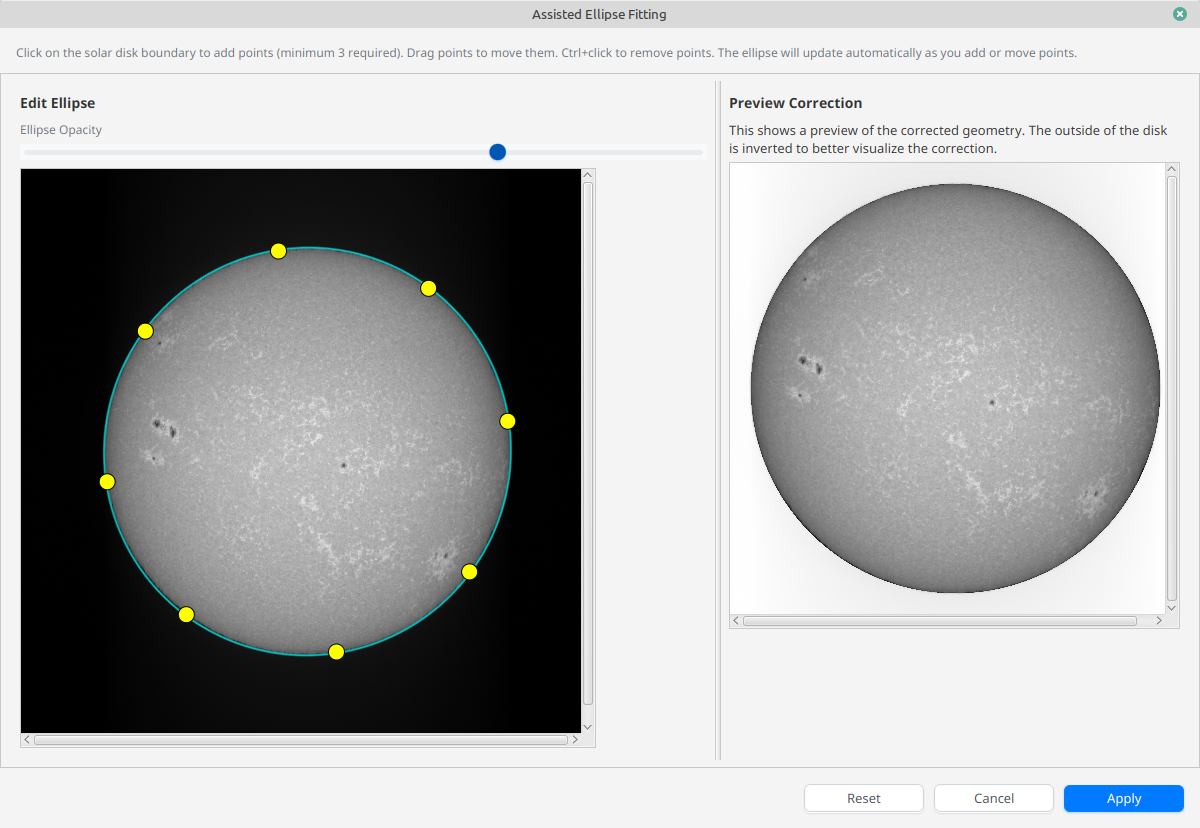 Assisted Ellipse Fitting
Click on the solar disk boundary to add points (minimum 3 required). Drag points to move them. Ctrl+click to remove points. The ellipse will update automatically as you add or move points.
Edit Ellipse
Ellipse Opacity
Preview Correction
This shows a preview of the corrected geometry. The outside of the disk
is inverted to better visualize the correction.
Reset
Cancel
Apply